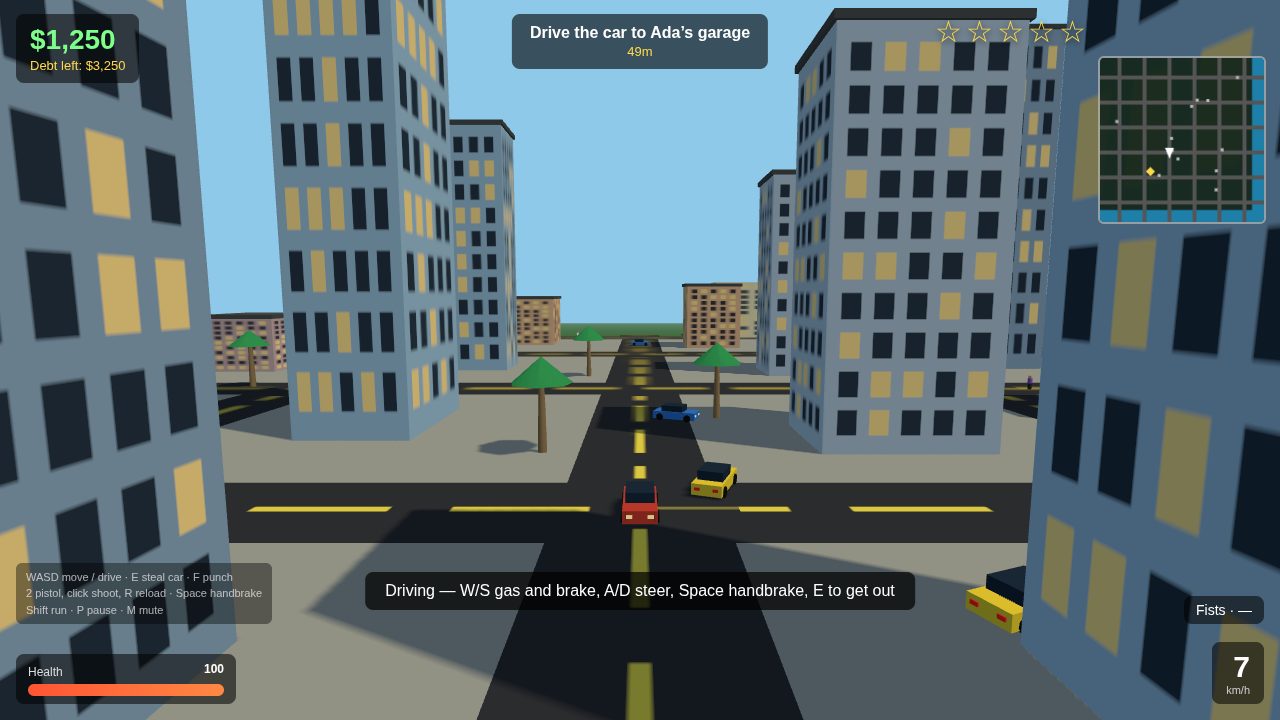 $1,250
Debt left: $3,250
Drive the car to Ada’s garage
49m
WASD move / drive · E steal car · F punch
2 pistol, click shoot, R reload · Space handbrake
Shift run · P pause · M mute
Driving — W/S gas and brake, A/D steer, Space handbrake, E to get out
Fists · —
Health 100
7
km/h